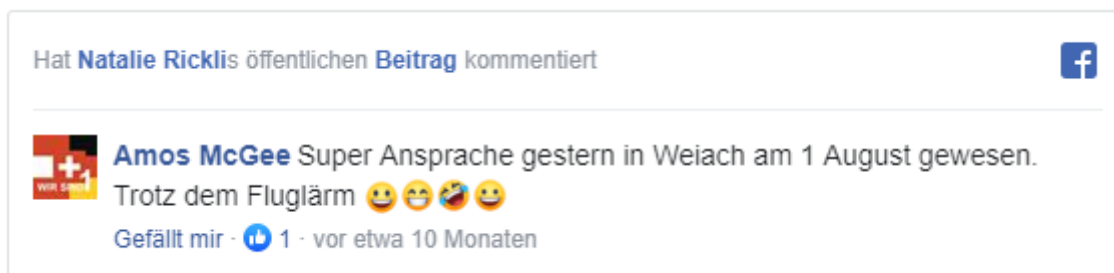 Hat Natalie Ricklis öffentlichen Beitrag kommentiert
Amos McGee Super Ansprache gestern in Weiach am 1 August gewesen.
Trotz dem Fluglärm 😀😁🤣😀
Gefällt mir · 1 · vor etwa 10 Monaten